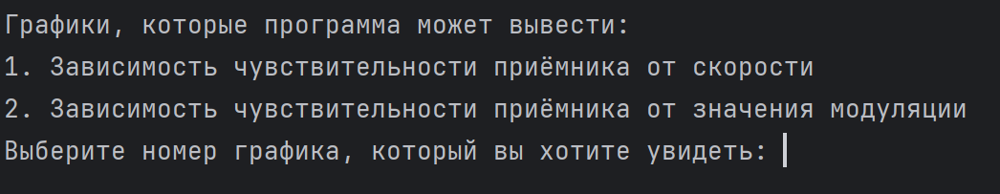 Графики, которые программа может вывести:
1. Зависимость чувствительности приёмника от скорости
2. Зависимость чувствительности приёмника от значения модуляции
Выберите номер графика, который вы хотите увидеть: